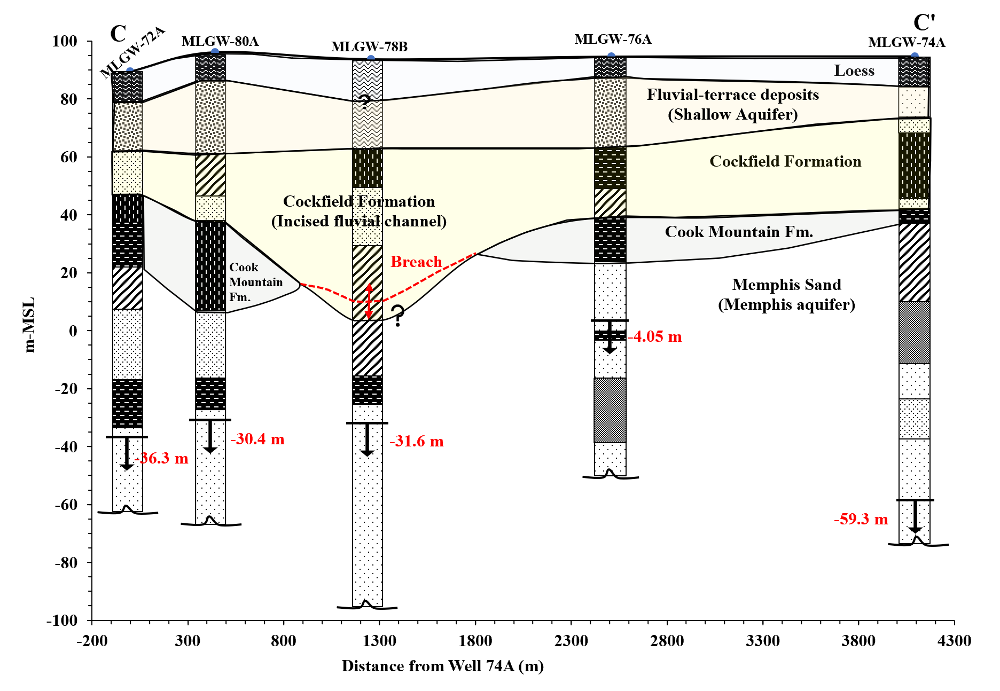 C
C'
MLGW-72A
MLGW-80A
MLGW-78B
MLGW-76A
MLGW-74A
100
80
60
40
20
0
-20
-40
-60
-80
-100
m-MSL
Loess
Fluvial-terrace deposits
(Shallow Aquifer)
?
Cockfield Formation
Cockfield Formation
(Incised fluvial channel)
Cook Mountain Fm.
Breach
Cook
Mountain
Fm.
Memphis Sand
(Memphis aquifer)
?
-4.05 m
-36.3 m
-30.4 m
-31.6 m
-59.3 m
-200
300
800
1300
1800
2300
2800
3300
3800
4300
Distance from Well 74A (m)